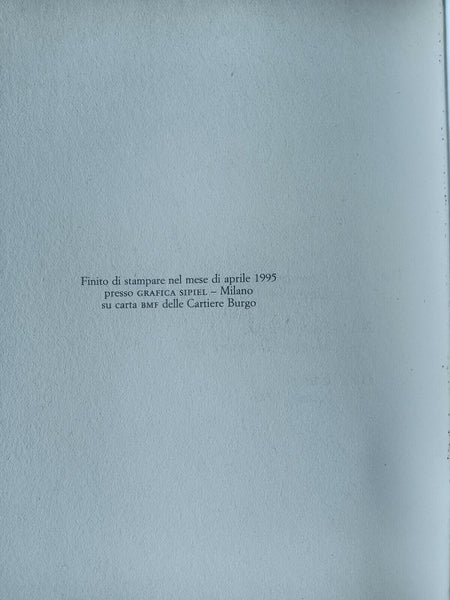 Finito di stampare nel mese di aprile 1995
presso GRAFICA SIPIEL – Milano
su carta BMF delle Cartiere Burgo